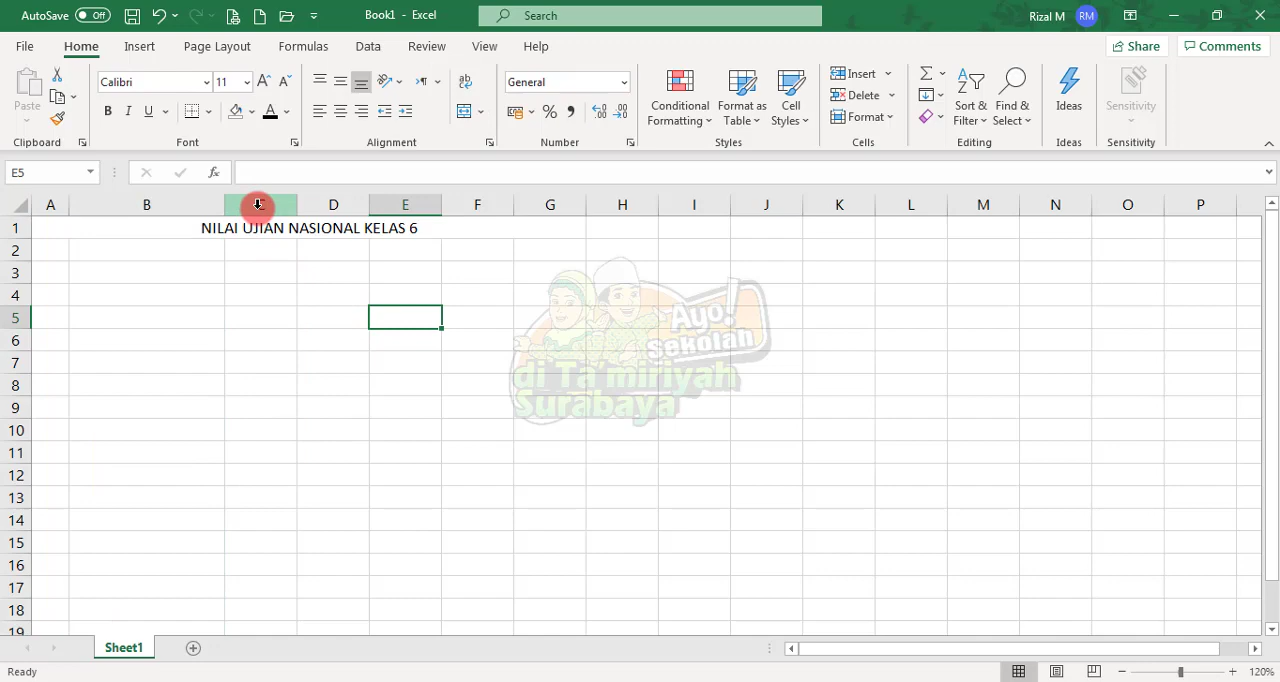 AutoSave Off Book1 - Excel Search Rizal M RM
File Home Insert Page Layout Formulas Data Review View Help Share Comments
Paste Calibri 11 General Conditional Formatting Format as Table Cell Styles Insert Delete Format Sort & Filter Find & Select Ideas Sensitivity
Clipboard Font Alignment Number Styles Cells Editing Ideas Sensitivity
E5 fx
A B D E F G H I J K L M N O P
1 NILAI UJIAN NASIONAL KELAS 6
2
3
4
5
6
7
8
9
10
11
12
13
14
15
16
17
18
19
Ayo!
Sekolah
di Ta'miriyah
Surabaya
Sheet1
Ready 120%